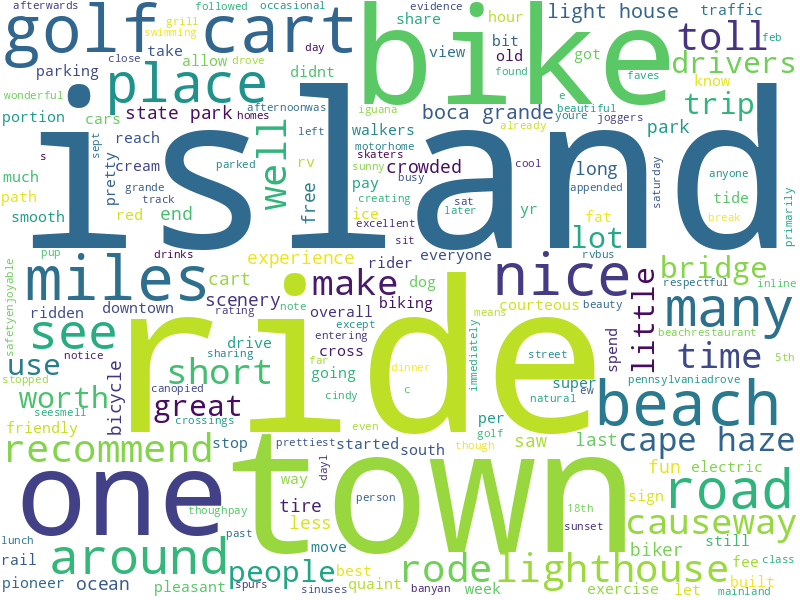 afterwards followed occasional
golf cart grill swimming evidence share hour light house traffic
bike bit old feb
close day view got toll
parking take drove allow didnt faves know drivers
wonderful place iguana e beautiful trip
portion state park homes afternoonwas boca grande youre joggers park
cars left walkers already
island
s reach sept well free motorhome skaters cool long anyone
much pretty cream rv crowded appended saturday
path grande parked sunny pay busy tide
smooth track red end ice creating sat yr fat break primarily
excellent later lot
pup drinks experience sit everyone rvbus bridge
miles cart rider nice respectful inline
safetyenjoyable ridden downtown scenery make dog courteous beauty little many
rating note overall biking means beachrestaurant
see notice sharing drive entering except cross immediately street spend time 5th
use short far going dinner super pennsylvaniadrove
stopped worth bicycle canopied cindy c natural ew beach
seesmell great ride even
friendly crossings stop prettiest started south per golf saw last cape haze
recommend way though fun electric
one town day1 person sign road
thoughpay tire less 18th causeway
lunch past move sunset biker still
rail around people best rode lighthouse fee class
pioneer ocean pleasant spurs sinuses quaint banyan week exercise let built mainland